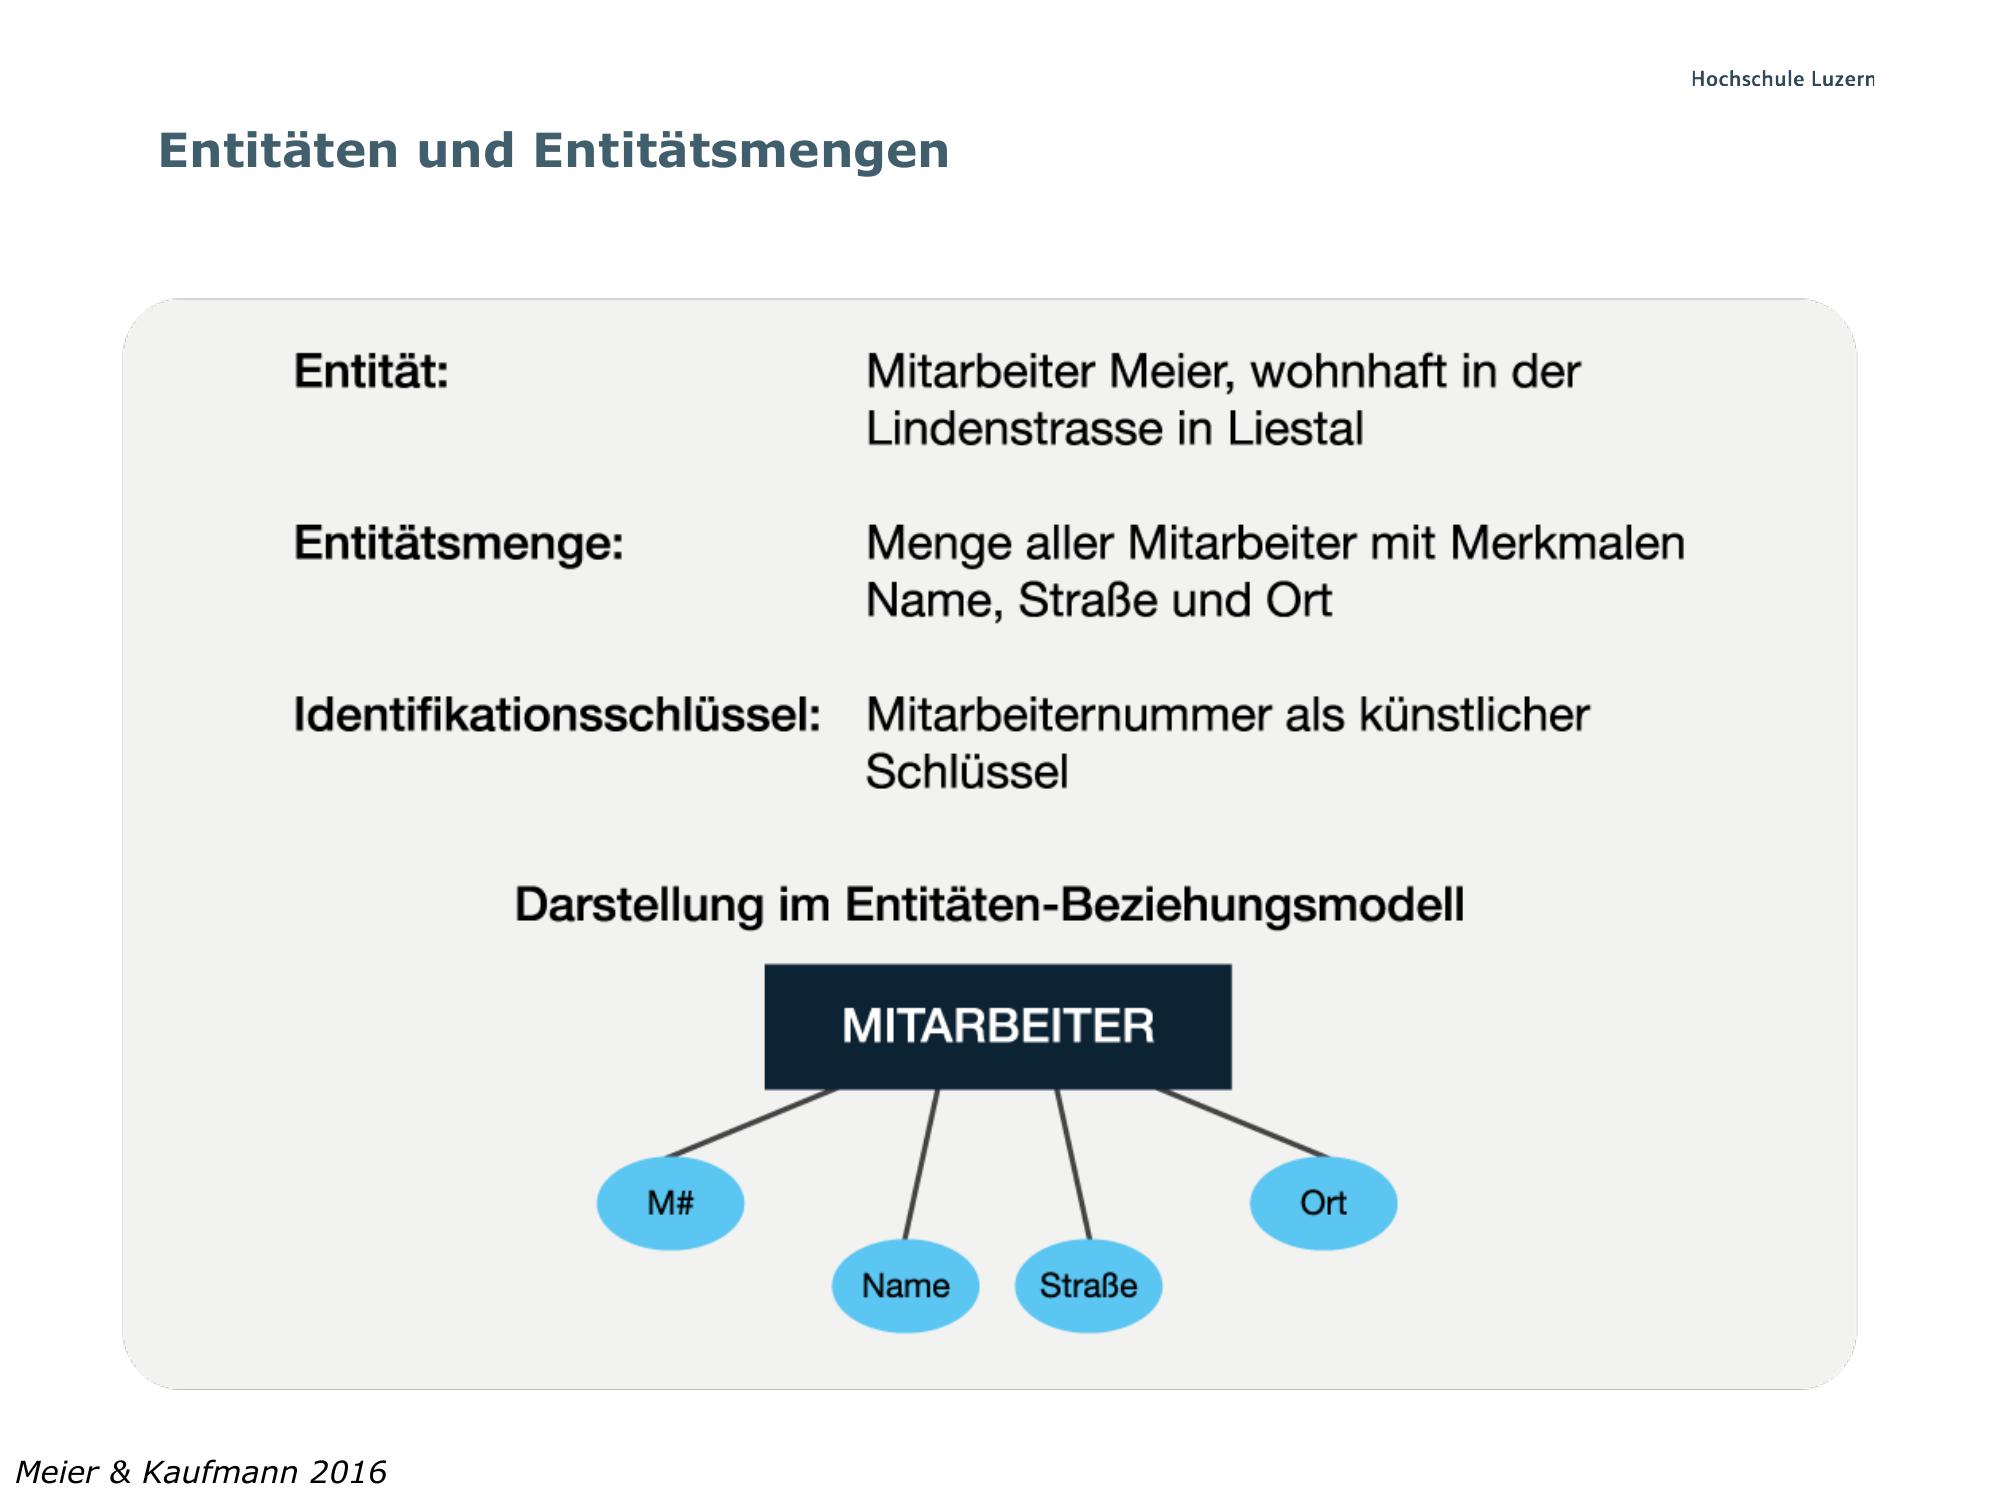 Hochschule Luzern
Entitäten und Entitätsmengen
Entität: Mitarbeiter Meier, wohnhaft in der
Lindenstrasse in Liestal
Entitätsmenge: Menge aller Mitarbeiter mit Merkmalen
Name, Straße und Ort
Identifikationsschlüssel: Mitarbeiternummer als künstlicher
Schlüssel
Darstellung im Entitäten-Beziehungsmodell
MITARBEITER
M#
Name
Straße
Ort
Meier & Kaufmann 2016